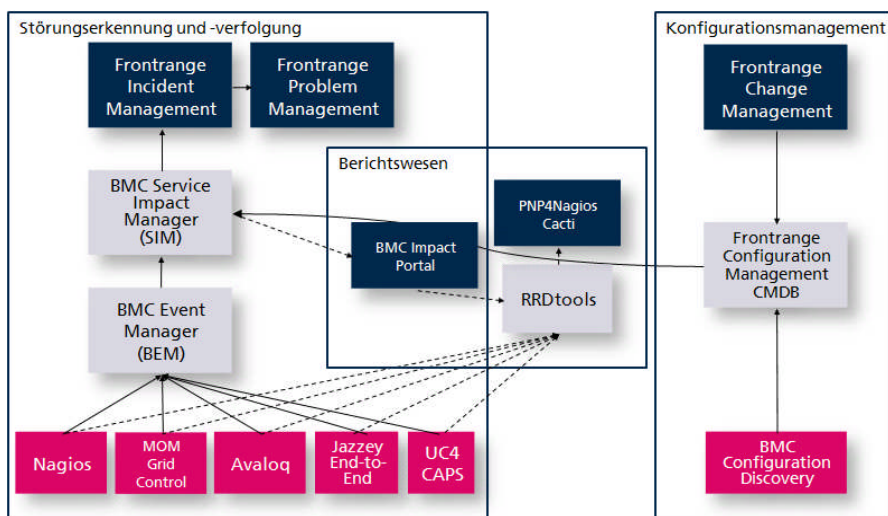 Störungserkennung und -verfolgung
Frontrange
Incident
Management
Frontrange
Problem
Management
BMC Service
Impact
Manager
(SIM)
BMC Event
Manager
(BEM)
Nagios
MOM
Grid
Control
Avaloq
Jazzey
End-to-
End
UC4
CAPS
Berichtswesen
BMC Impact
Portal
PNP4Nagios
Cacti
RRDtools
Konfigurationsmanagement
Frontrange
Change
Management
Frontrange
Configuration
Management
CMDB
BMC
Configuration
Discovery